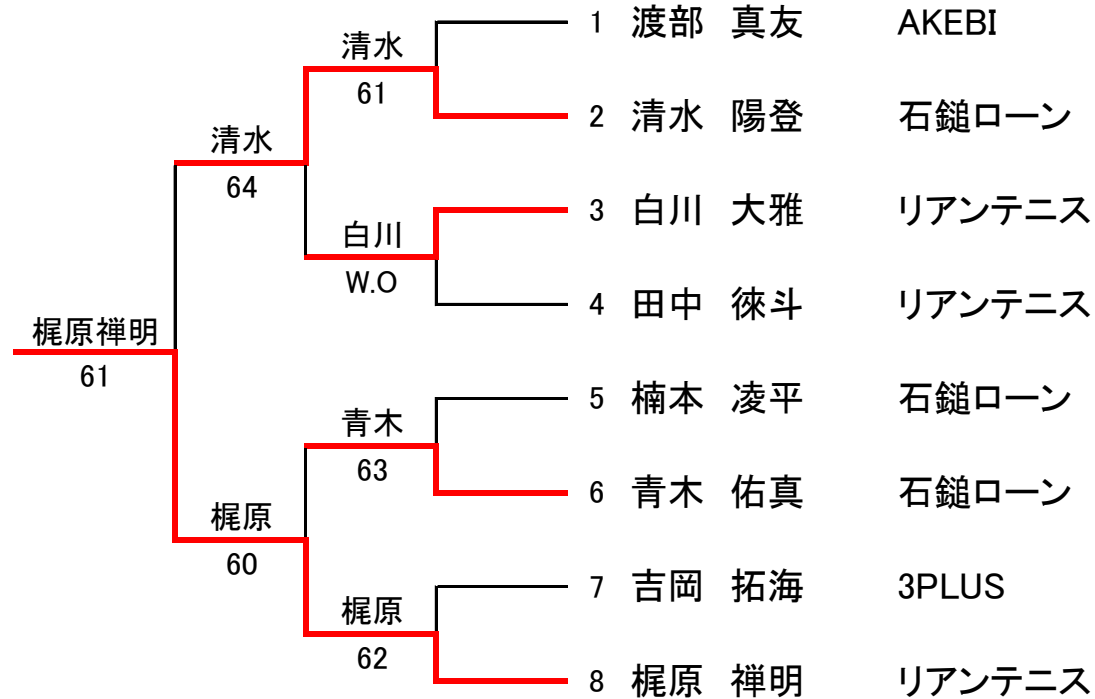 1 渡部 真友 AKEBI
清水
61
2 清水 陽登 石鎚ローン
清水
64
3 白川 大雅 リアンテニス
白川
W.O
4 田中 徠斗 リアンテニス
梶原禅明
61
5 楠本 凌平 石鎚ローン
青木
63
6 青木 佑真 石鎚ローン
梶原
60
7 吉岡 拓海 3PLUS
梶原
62
8 梶原 禅明 リアンテニス